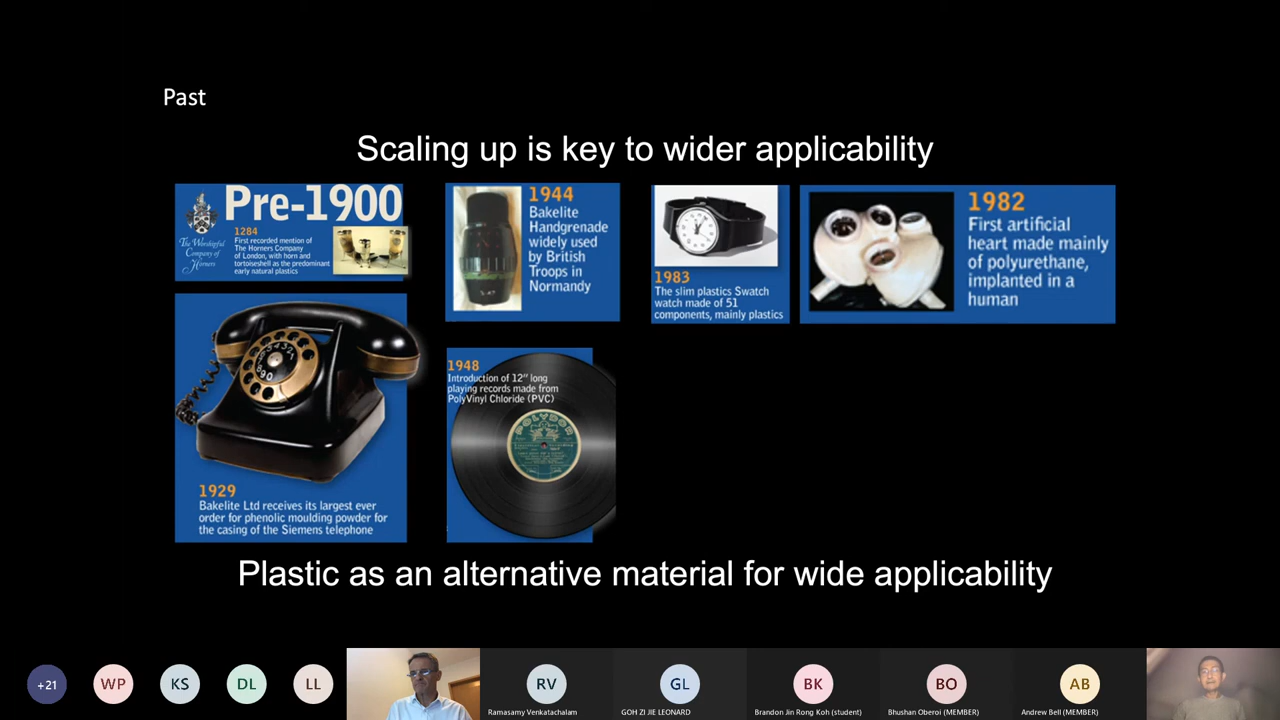 Past
Scaling up is key to wider applicability
Pre-1900
The Worshipful
Company of
Horners
1284
First recorded mention of
The Horners Company
of London, with horn and
tortoiseshell as the predominant
early natural plastics
1929
Bakelite Ltd receives its largest ever
order for phenolic moulding powder for
the casing of the Siemens telephone
1944
Bakelite
Handgrenade
widely used
by British
Troops in
Normandy
1948
Introduction of 12" long
playing records made from
PolyVinyl Chloride (PVC)
POLYDOR
1983
The slim plastics Swatch
watch made of 51
components, mainly plastics
1982
First artificial
heart made mainly
of polyurethane,
implanted in a
human
Plastic as an alternative material for wide applicability
+21
WP
KS
DL
LL
RV
Ramasamy Venkatachalam
GL
GOH ZI JIE LEONARD
BK
Brandon Jin Rong Koh (student)
BO
Bhushan Oberoi (MEMBER)
AB
Andrew Bell (MEMBER)